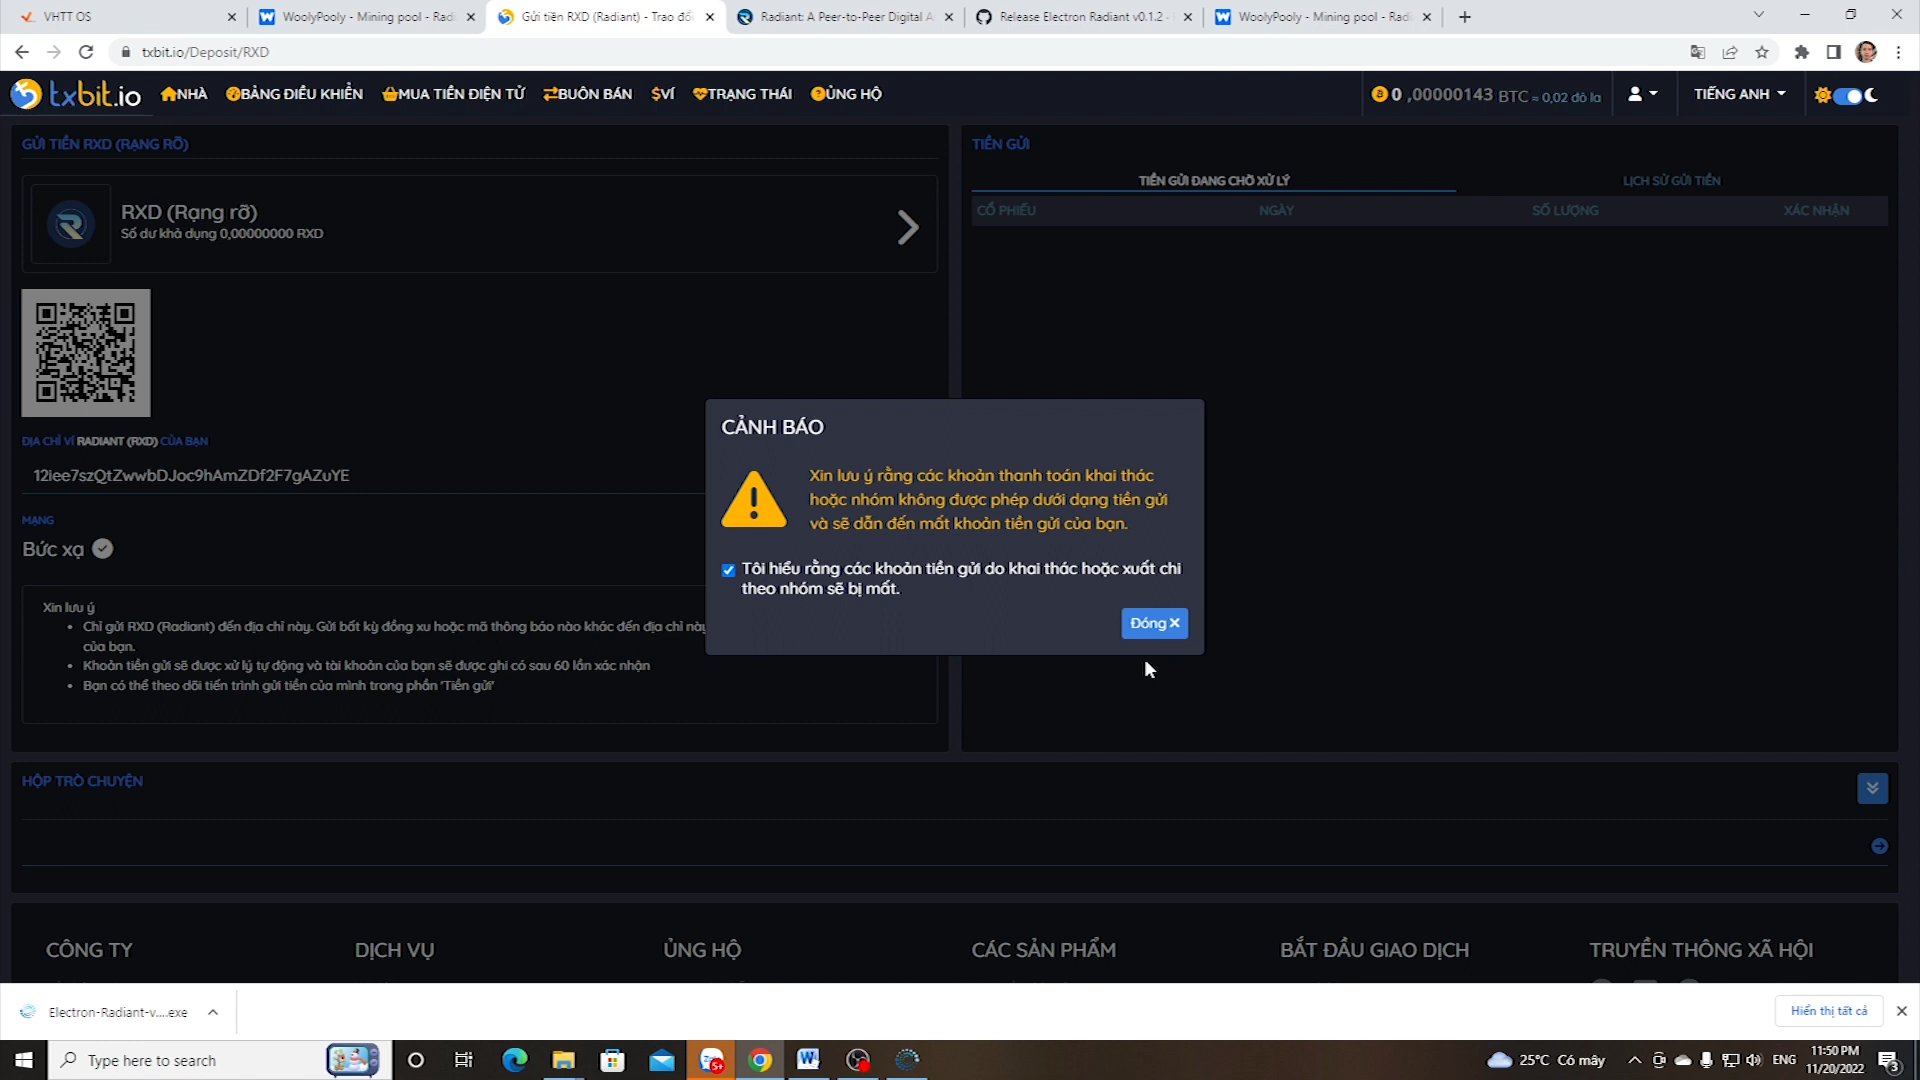 VHTT OS
WoolyPooly - Mining pool - Radi
Gửi tiền RXD (Radiant) - Trao đổi
Radiant: A Peer-to-Peer Digital A
Release Electron Radiant v0.1.2 -
WoolyPooly - Mining pool - Radi
txbit.io/Deposit/RXD
txbit.io
NHÀ
BẢNG ĐIỀU KHIỂN
MUA TIỀN ĐIỆN TỬ
BUÔN BÁN
$VÍ
TRẠNG THÁI
ỦNG HỘ
0 ,00000143 BTC ≈ 0,02 đô la
TIẾNG ANH
GỬI TIỀN RXD (RẠNG RỠ)
RXD (Rạng rỡ)
Số dư khả dụng 0,00000000 RXD
ĐỊA CHỈ VÍ RADIANT (RXD) CỦA BẠN
12iee7szQtZwwbDJoc9hAmZDf2F7gAZuYE
MẠNG
Bức xạ
Xin lưu ý
• Chỉ gửi RXD (Radiant) đến địa chỉ này. Gửi bất kỳ đồng xu hoặc mã thông báo nào khác đến địa chỉ này
của bạn.
• Khoản tiền gửi sẽ được xử lý tự động và tài khoản của bạn sẽ được ghi có sau 60 lần xác nhận
• Bạn có thể theo dõi tiến trình gửi tiền của mình trong phần 'Tiền gửi'
TIỀN GỬI
TIỀN GỬI ĐANG CHỜ XỬ LÝ
LỊCH SỬ GỬI TIỀN
CỔ PHIẾU
NGÀY
SỐ LƯỢNG
XÁC NHẬN
CẢNH BÁO
Xin lưu ý rằng các khoản thanh toán khai thác
hoặc nhóm không được phép dưới dạng tiền gửi
và sẽ dẫn đến mất khoản tiền gửi của bạn.
Tôi hiểu rằng các khoản tiền gửi do khai thác hoặc xuất chi
theo nhóm sẽ bị mất.
Đóng
HỘP TRÒ CHUYỆN
CÔNG TY
DỊCH VỤ
ỦNG HỘ
CÁC SẢN PHẨM
BẮT ĐẦU GIAO DỊCH
TRUYỀN THÔNG XÃ HỘI
Electron-Radiant-v....exe
Hiển thị tất cả
Type here to search
5+
25°C Có mây
ENG
11:50 PM
11/20/2022
3